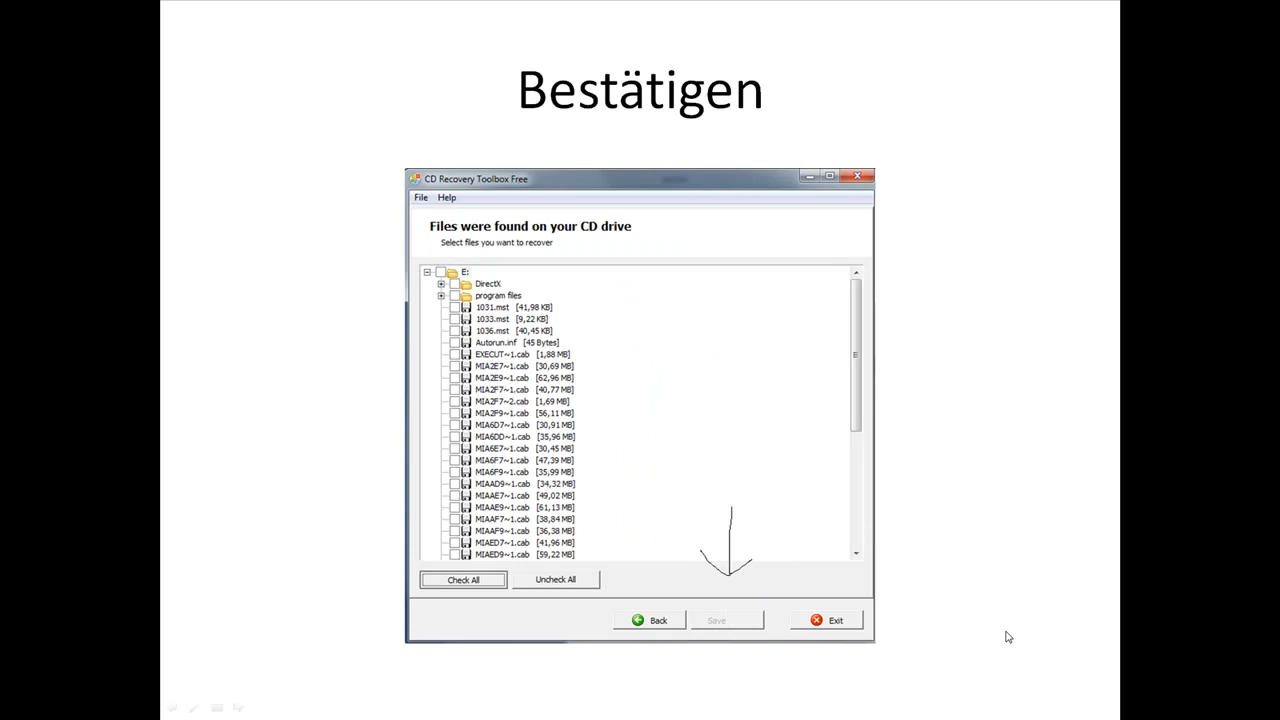 Bestätigen
CD Recovery Toolbox Free
File Help
Files were found on your CD drive
Select files you want to recover
E:
DirectX
program files
1031.mst [41,98 KB]
1033.mst [9,22 KB]
1036.mst [40,45 KB]
Autorun.inf [45 Bytes]
EXECUT~1.cab [1,88 MB]
MIA2E7~1.cab [30,69 MB]
MIA2E9~1.cab [62,96 MB]
MIA2F7~1.cab [40,77 MB]
MIA2F7~2.cab [1,69 MB]
MIA2F9~1.cab [56,11 MB]
MIA6D7~1.cab [30,91 MB]
MIA6DD~1.cab [35,96 MB]
MIA6E7~1.cab [30,45 MB]
MIA6F7~1.cab [47,39 MB]
MIA6F9~1.cab [35,99 MB]
MIAAD9~1.cab [34,32 MB]
MIAAE7~1.cab [49,02 MB]
MIAAE9~1.cab [61,13 MB]
MIAAF7~1.cab [38,84 MB]
MIAAF9~1.cab [36,38 MB]
MIAED7~1.cab [41,96 MB]
MIAED9~1.cab [59,22 MB]
Check All Uncheck All
Back Save Exit